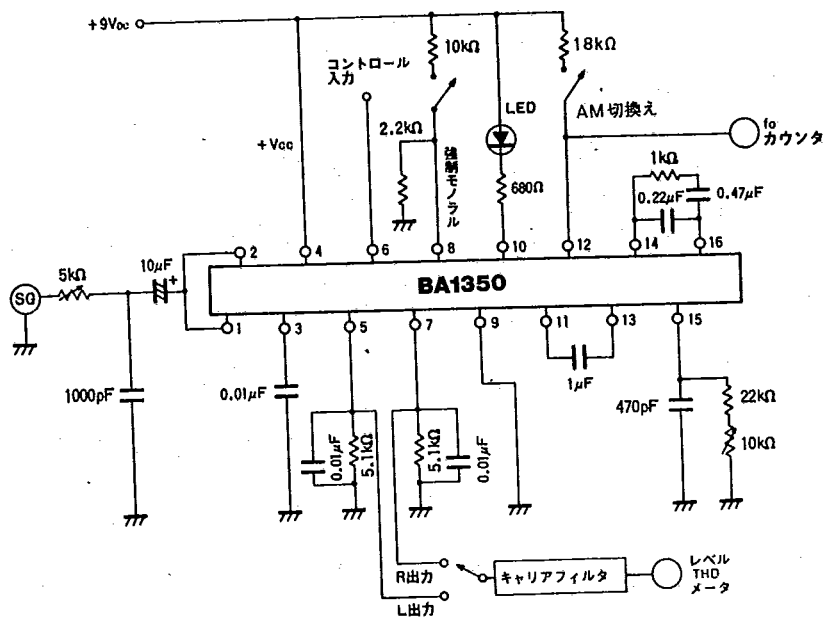 +9VDC
10kΩ
18kΩ
コントロール
入力
LED
AM切換え
fo
カウンタ
2.2kΩ
+Vcc
強制モノラル
680Ω
1kΩ
0.22μF
0.47μF
2
4
6
8
10
12
14
16
10μF
+
5kΩ
SG
BA1350
1
3
5
7
9
11
13
15
1000pF
0.01μF
1μF
470pF
22kΩ
10kΩ
0.01μF
5.1kΩ
5.1kΩ
0.01μF
R出力
L出力
キャリアフィルタ
レベル
THD
メータ